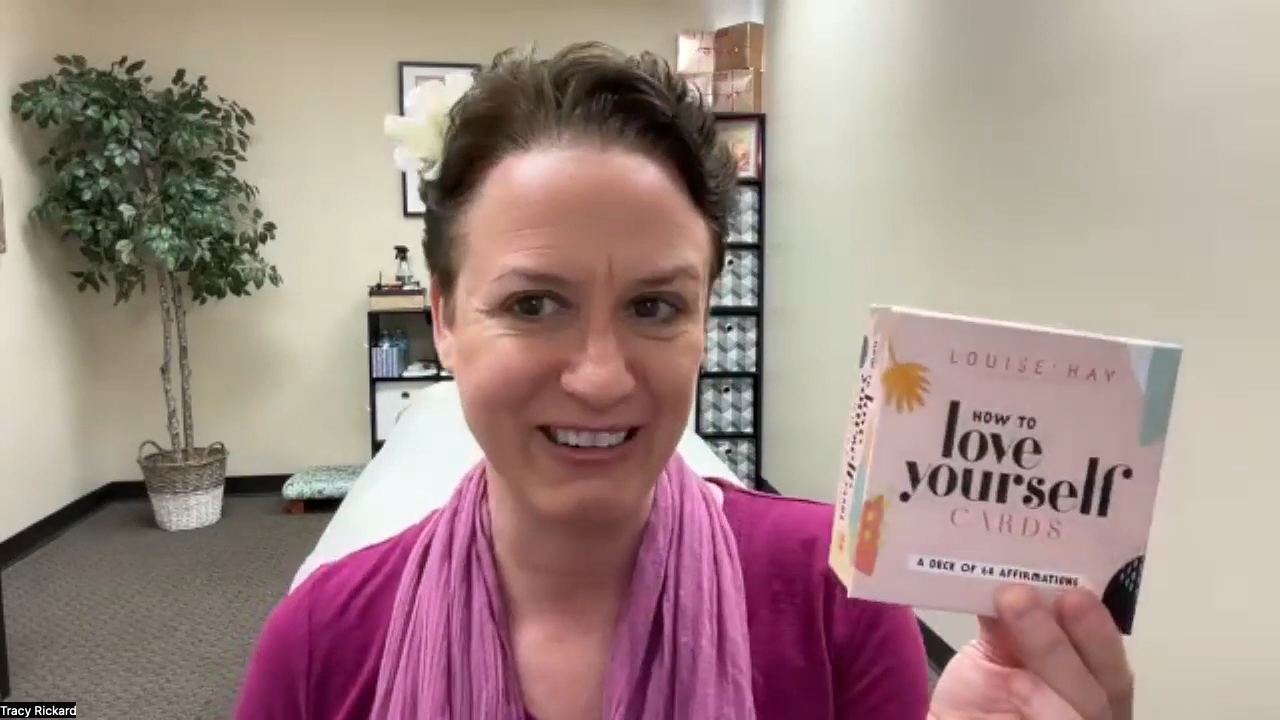 LOUISE HAY
HOW TO
love
yourself
CARDS
A DECK OF 64 AFFIRMATIONS
Tracy Rickard